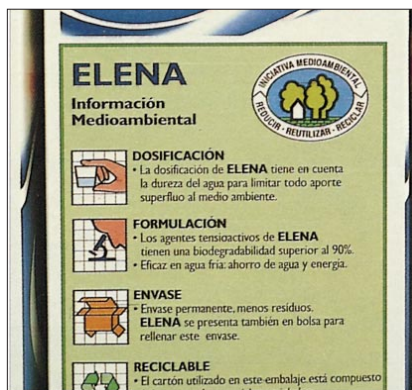 ELENA
Información
Medioambiental
INICIATIVA MEDIOAMBIENTAL
REDUCIR · REUTILIZAR · RECICLAR
DOSIFICACIÓN
• La dosificación de ELENA tiene en cuenta
la dureza del agua para limitar todo aporte
superfluo al medio ambiente.
FORMULACIÓN
• Los agentes tensioactivos de ELENA
tienen una biodegradabilidad superior al 90%.
• Eficaz en agua fría: ahorro de agua y energía.
ENVASE
• Envase permanente, menos residuos.
ELENA se presenta también en bolsa para
rellenar este envase.
RECICLABLE
• El cartón utilizado en este embalaje está compuesto